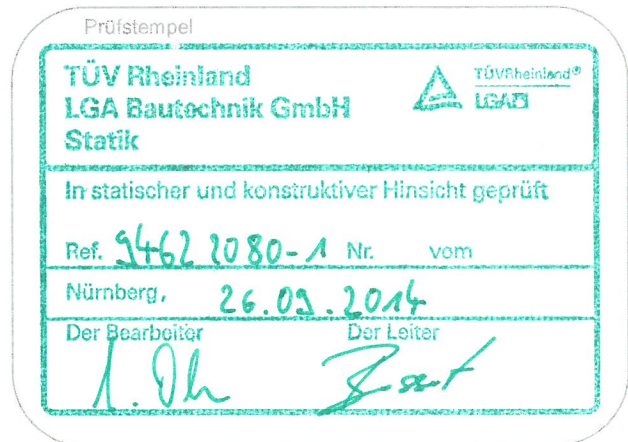 Prüfstempel
TÜV Rheinland
LGA Bautechnik GmbH
Statik
TÜVRheinland®
LGA
In statischer und konstruktiver Hinsicht geprüft
Ref. 9462 2080-1 Nr. vom
Nürnberg, 26.09.2014
Der Bearbeiter Der Leiter